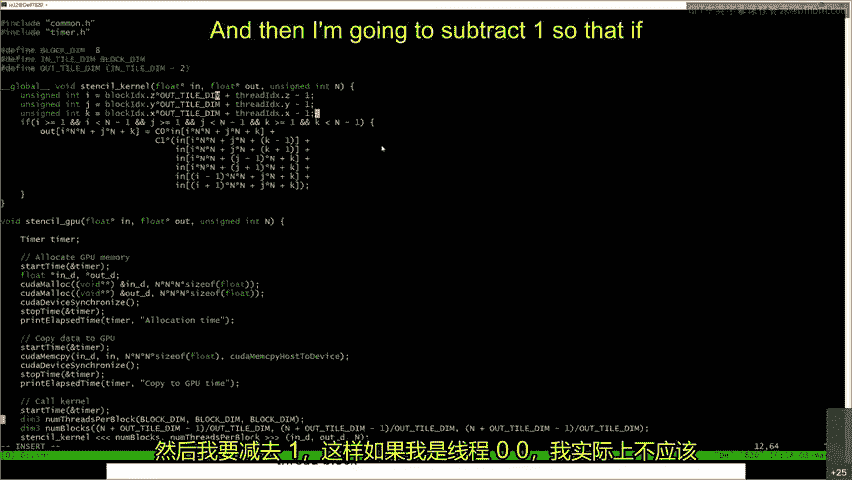 And then I'm going to subtract 1 so that if
#include "common.h"
#include "timer.h"
#define BLOCK_DIM 8
#define IN_TILE_DIM BLOCK_DIM
#define OUT_TILE_DIM (IN_TILE_DIM - 2)
__global__ void stencil_kernel(float* in, float* out, unsigned int N) {
unsigned int i = blockIdx.z*OUT_TILE_DIM + threadIdx.z - 1;
unsigned int j = blockIdx.y*OUT_TILE_DIM + threadIdx.y - 1;
unsigned int k = blockIdx.x*OUT_TILE_DIM + threadIdx.x - 1;
if(i >= 1 && i < N - 1 && j >= 1 && j < N - 1 && k >= 1 && k < N - 1) {
out[i*N*N + j*N + k] = C0*in[i*N*N + j*N + k] +
C1*(in[i*N*N + j*N + (k - 1)] +
in[i*N*N + j*N + (k + 1)] +
in[i*N*N + (j - 1)*N + k] +
in[i*N*N + (j + 1)*N + k] +
in[(i - 1)*N*N + j*N + k] +
in[(i + 1)*N*N + j*N + k]);
}
}
void stencil_gpu(float* in, float* out, unsigned int N) {
Timer timer;
// Allocate GPU memory
startTime(&timer);
float *in_d, *out_d;
cudaMalloc((void**) &in_d, N*N*N*sizeof(float));
cudaMalloc((void**) &out_d, N*N*N*sizeof(float));
cudaDeviceSynchronize();
stopTime(&timer);
printElapsedTime(timer, "Allocation time");
// Copy data to GPU
startTime(&timer);
cudaMemcpy(in_d, in, N*N*N*sizeof(float), cudaMemcpyHostToDevice);
cudaDeviceSynchronize();
stopTime(&timer);
printElapsedTime(timer, "Copy to GPU time");
// Call kernel
startTime(&timer);
dim3 numThreadsPerBlock(BLOCK_DIM, BLOCK_DIM, BLOCK_DIM);
dim3 numBlocks((N + OUT_TILE_DIM - 1)/OUT_TILE_DIM, (N + OUT_TILE_DIM - 1)/OUT_TILE_DIM, (N + OUT_TILE_DIM - 1)/OUT_TILE_DIM);
stencil_kernel <<< numBlocks, numThreadsPerBlock >>> (in_d, out_d, N);
-- INSERT --
12,64
然后我要减去 1，这样如果我是线程 0 0，我实际上不应该
thread block
+25